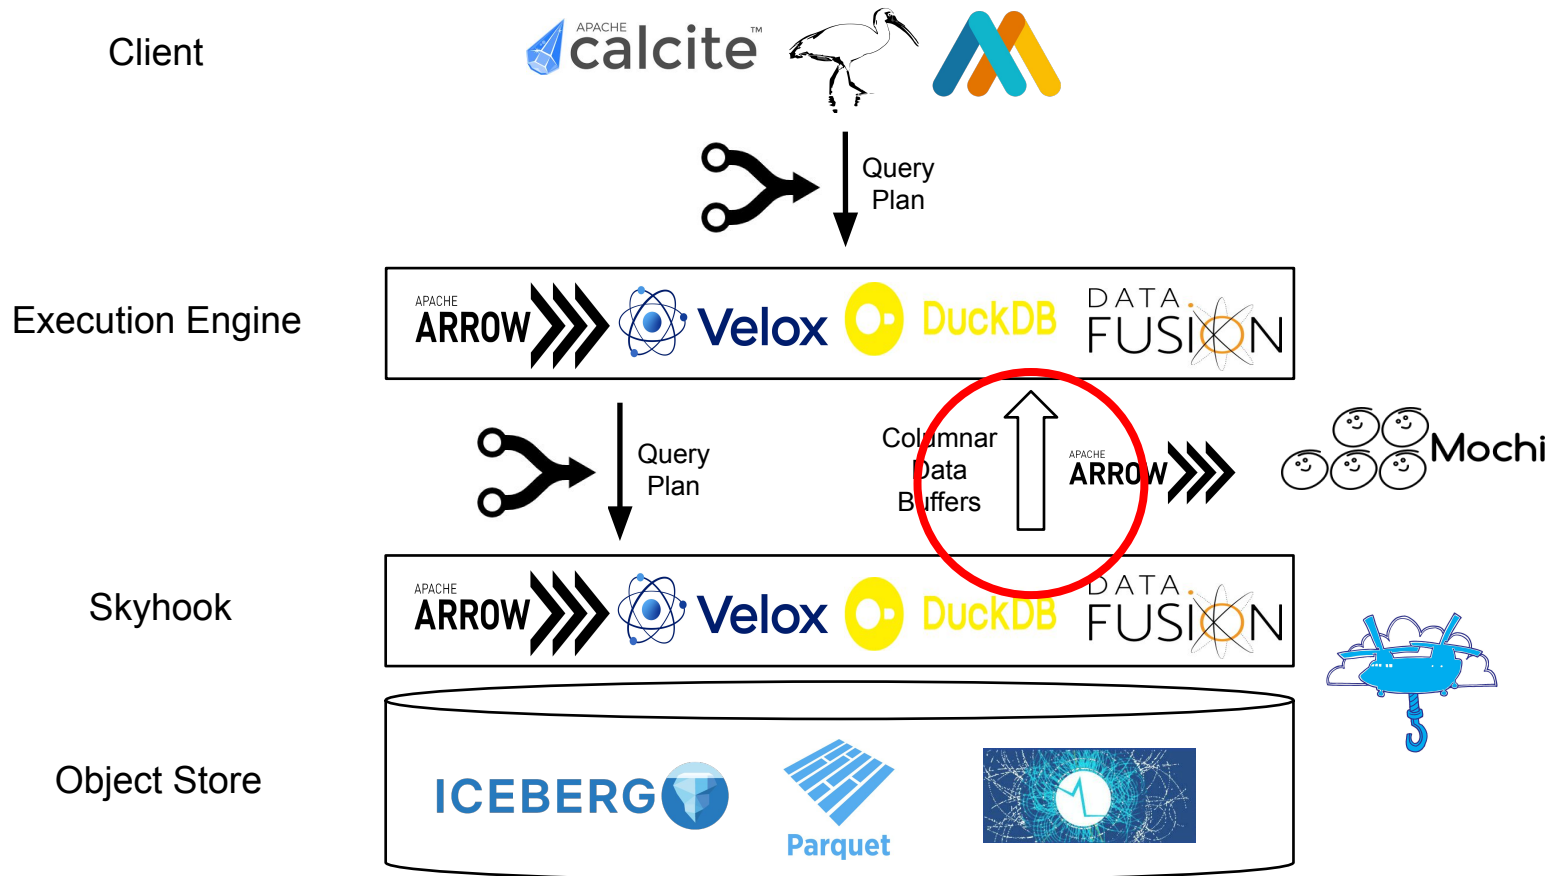 Client
APACHE
calcite™
Query
Plan
Execution Engine
APACHE
ARROW
Velox
DuckDB
DATA
FUSION
Query
Plan
Columnar
Data
Buffers
APACHE
ARROW
Mochi
Skyhook
APACHE
ARROW
Velox
DuckDB
DATA
FUSION
Object Store
ICEBERG
Parquet